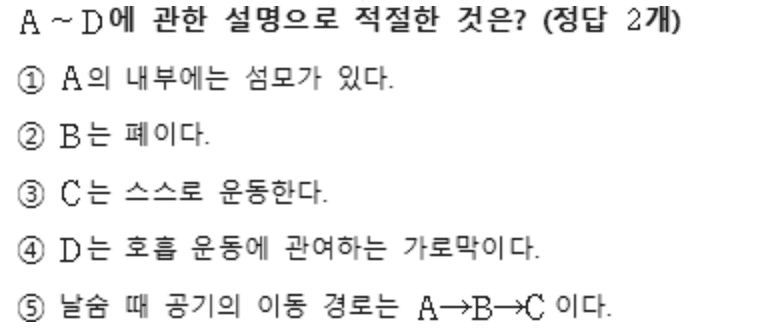 A ~ D에 관한 설명으로 적절한 것은? (정답 2개)
① A의 내부에는 섬모가 있다.
② B는 폐이다.
③ C는 스스로 운동한다.
④ D는 호흡 운동에 관여하는 가로막이다.
⑤ 날숨 때 공기의 이동 경로는 A→B→C 이다.